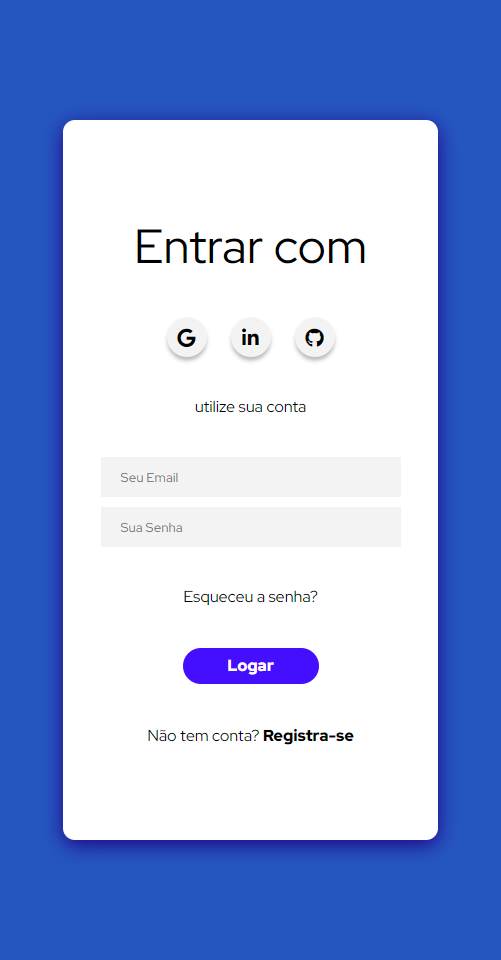 Entrar com
G in
utilize sua conta
Seu Email
Sua Senha
Esqueceu a senha?
Logar
Não tem conta? Registra-se